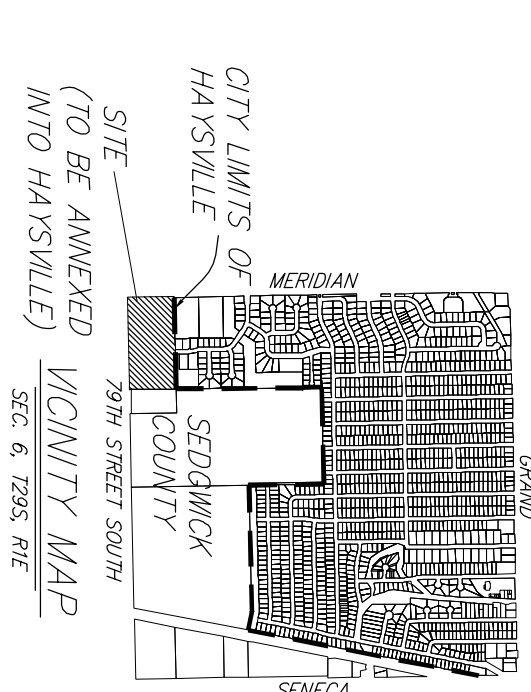 CITY LIMITS OF
HAYSVILLE
SITE
(TO BE ANNEXED
INTO HAYSVILLE)
MERIDIAN
GRAND
SEDGWICK
COUNTY
79TH STREET SOUTH
SENECA
VICINITY MAP
SEC. 6, T29S, R1E